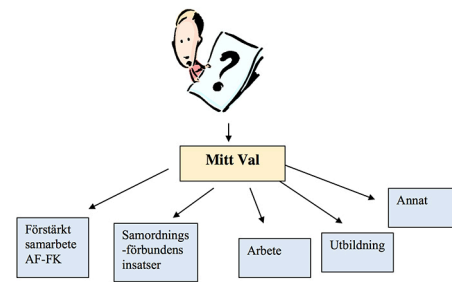 ?
Mitt Val
Förstärkt
samarbete
AF-FK
Samordnings
-förbundens
insatser
Arbete
Utbildning
Annat